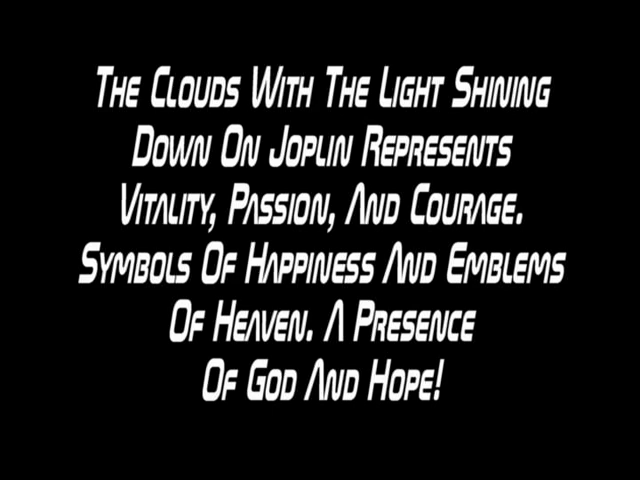 The Clouds With The Light Shining
Down On Joplin Represents
Vitality, Passion, And Courage.
Symbols Of Happiness And Emblems
Of Heaven. A Presence
Of God And Hope!